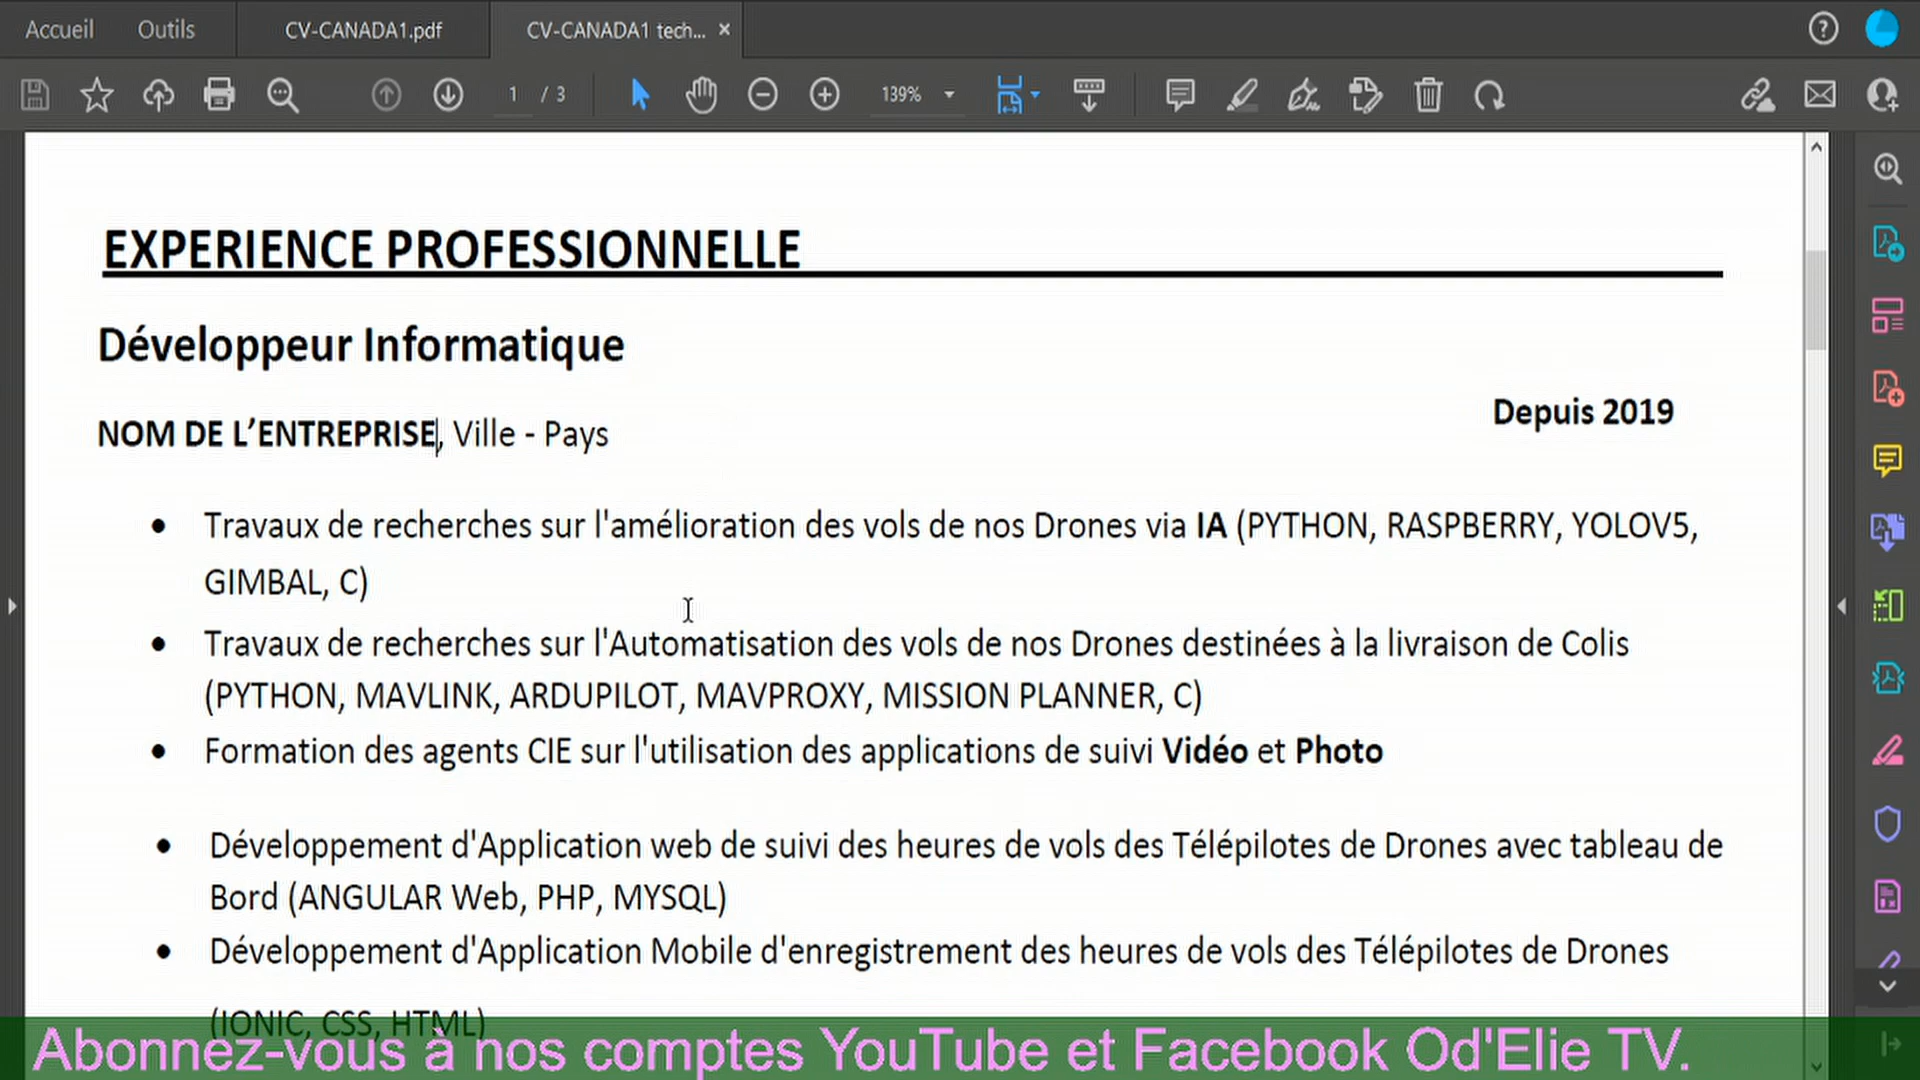 Accueil Outils CV-CANADA1.pdf CV-CANADA1 tech... ×
1 / 3 139%
EXPERIENCE PROFESSIONNELLE
Développeur Informatique
Depuis 2019
NOM DE L’ENTREPRISE, Ville - Pays
• Travaux de recherches sur l'amélioration des vols de nos Drones via IA (PYTHON, RASPBERRY, YOLOV5,
GIMBAL, C)
• Travaux de recherches sur l'Automatisation des vols de nos Drones destinées à la livraison de Colis
(PYTHON, MAVLINK, ARDUPILOT, MAVPROXY, MISSION PLANNER, C)
• Formation des agents CIE sur l'utilisation des applications de suivi Vidéo et Photo
• Développement d'Application web de suivi des heures de vols des Télépilotes de Drones avec tableau de
Bord (ANGULAR Web, PHP, MYSQL)
• Développement d'Application Mobile d'enregistrement des heures de vols des Télépilotes de Drones
(IONIC, CSS, HTML)
Abonnez-vous à nos comptes YouTube et Facebook Od'Elie TV.